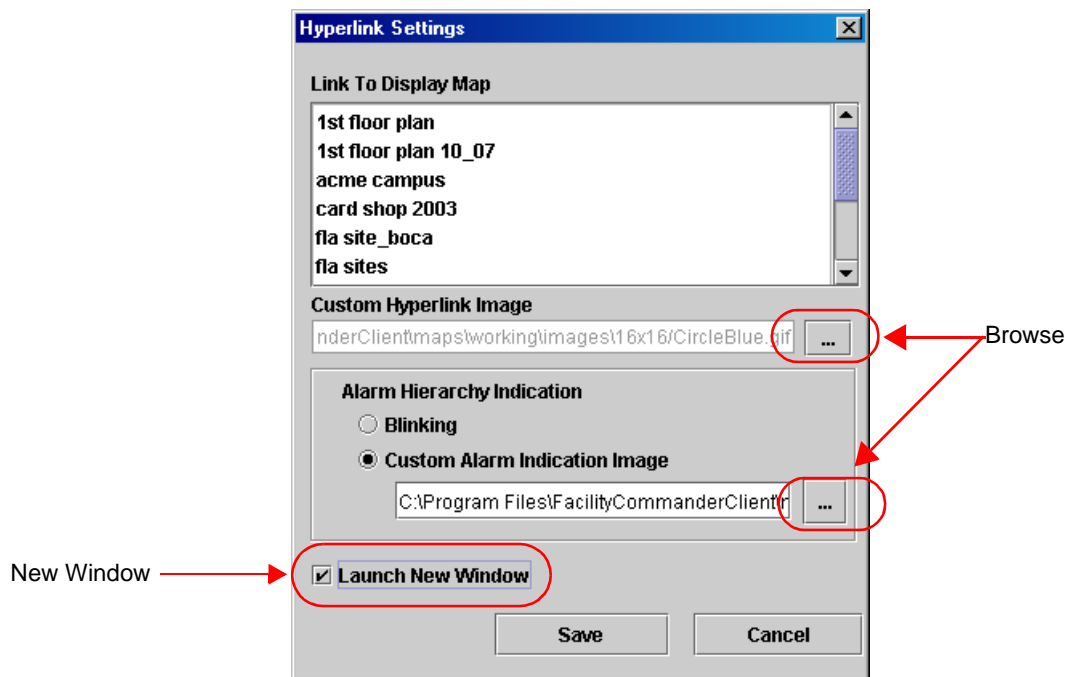 Hyperlink Settings
Link To Display Map
1st floor plan
1st floor plan 10_07
acme campus
card shop 2003
fla site_boca
fla sites
Custom Hyperlink Image
nderClient\maps\working\images\16x16/CircleBlue.gif ...
Browse
Alarm Hierarchy Indication
Blinking
Custom Alarm Indication Image
C:\Program Files\FacilityCommanderClient\ ...
New Window
Launch New Window
Save Cancel